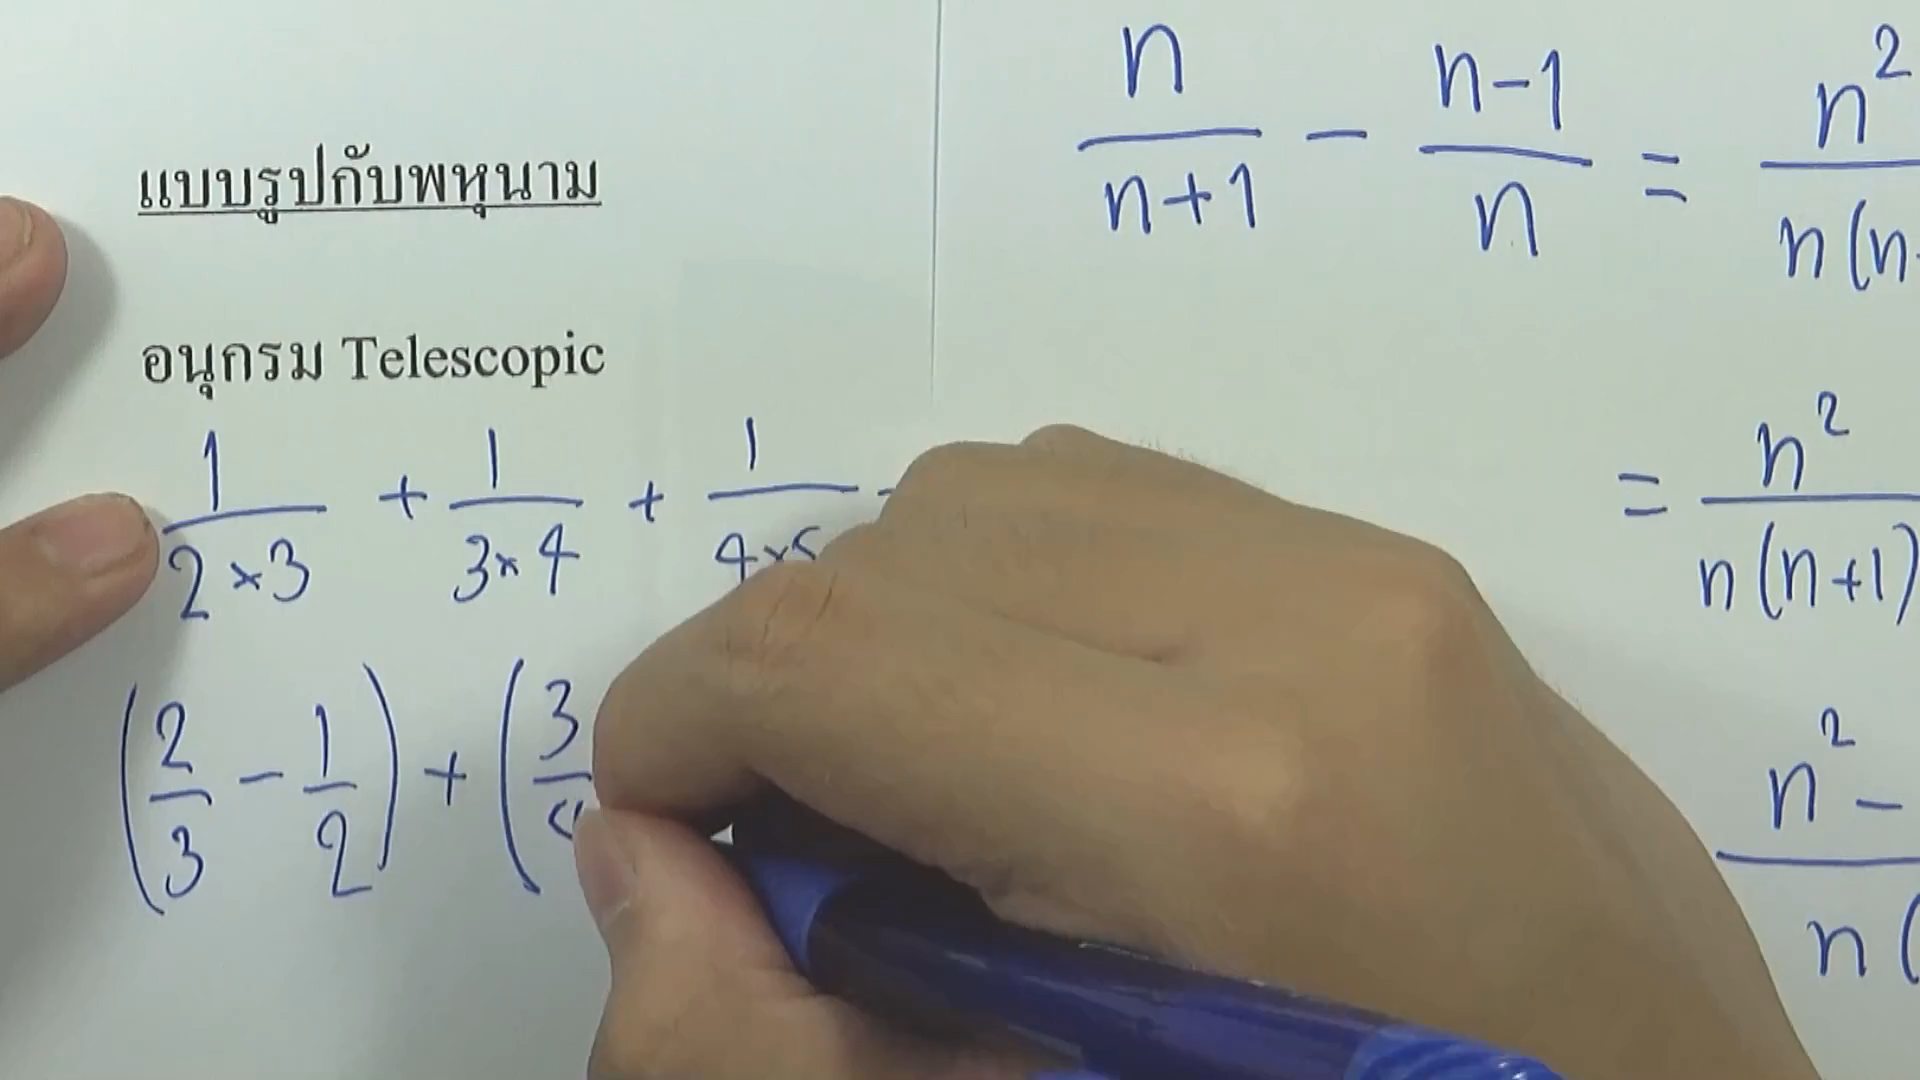 แบบรูปกับพหุนาม
อนุกรม Telescopic
1/(2×3) + 1/(3×4) + 1/(4×5)
(2/3 - 1/2) + (3/4
n/(n+1) - (n-1)/n = n²/n(n
= n²/n(n+1)
n² -/n(